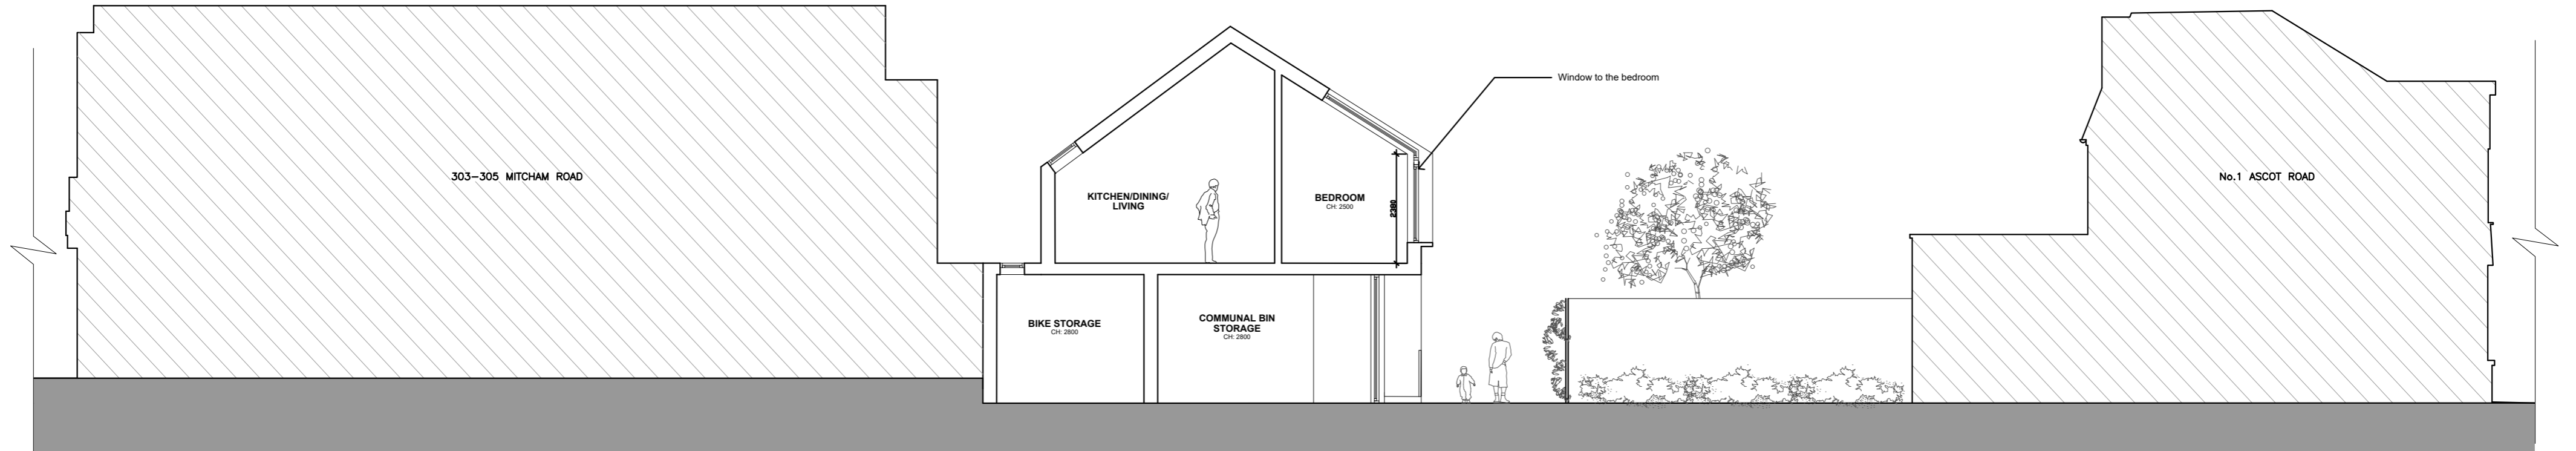 Window to the bedroom
303-305 MITCHAM ROAD
No.1 ASCOT ROAD
KITCHEN/DINING/
LIVING
BEDROOM
CH: 2500
2380
BIKE STORAGE
CH: 2800
COMMUNAL BIN
STORAGE
CH: 2800